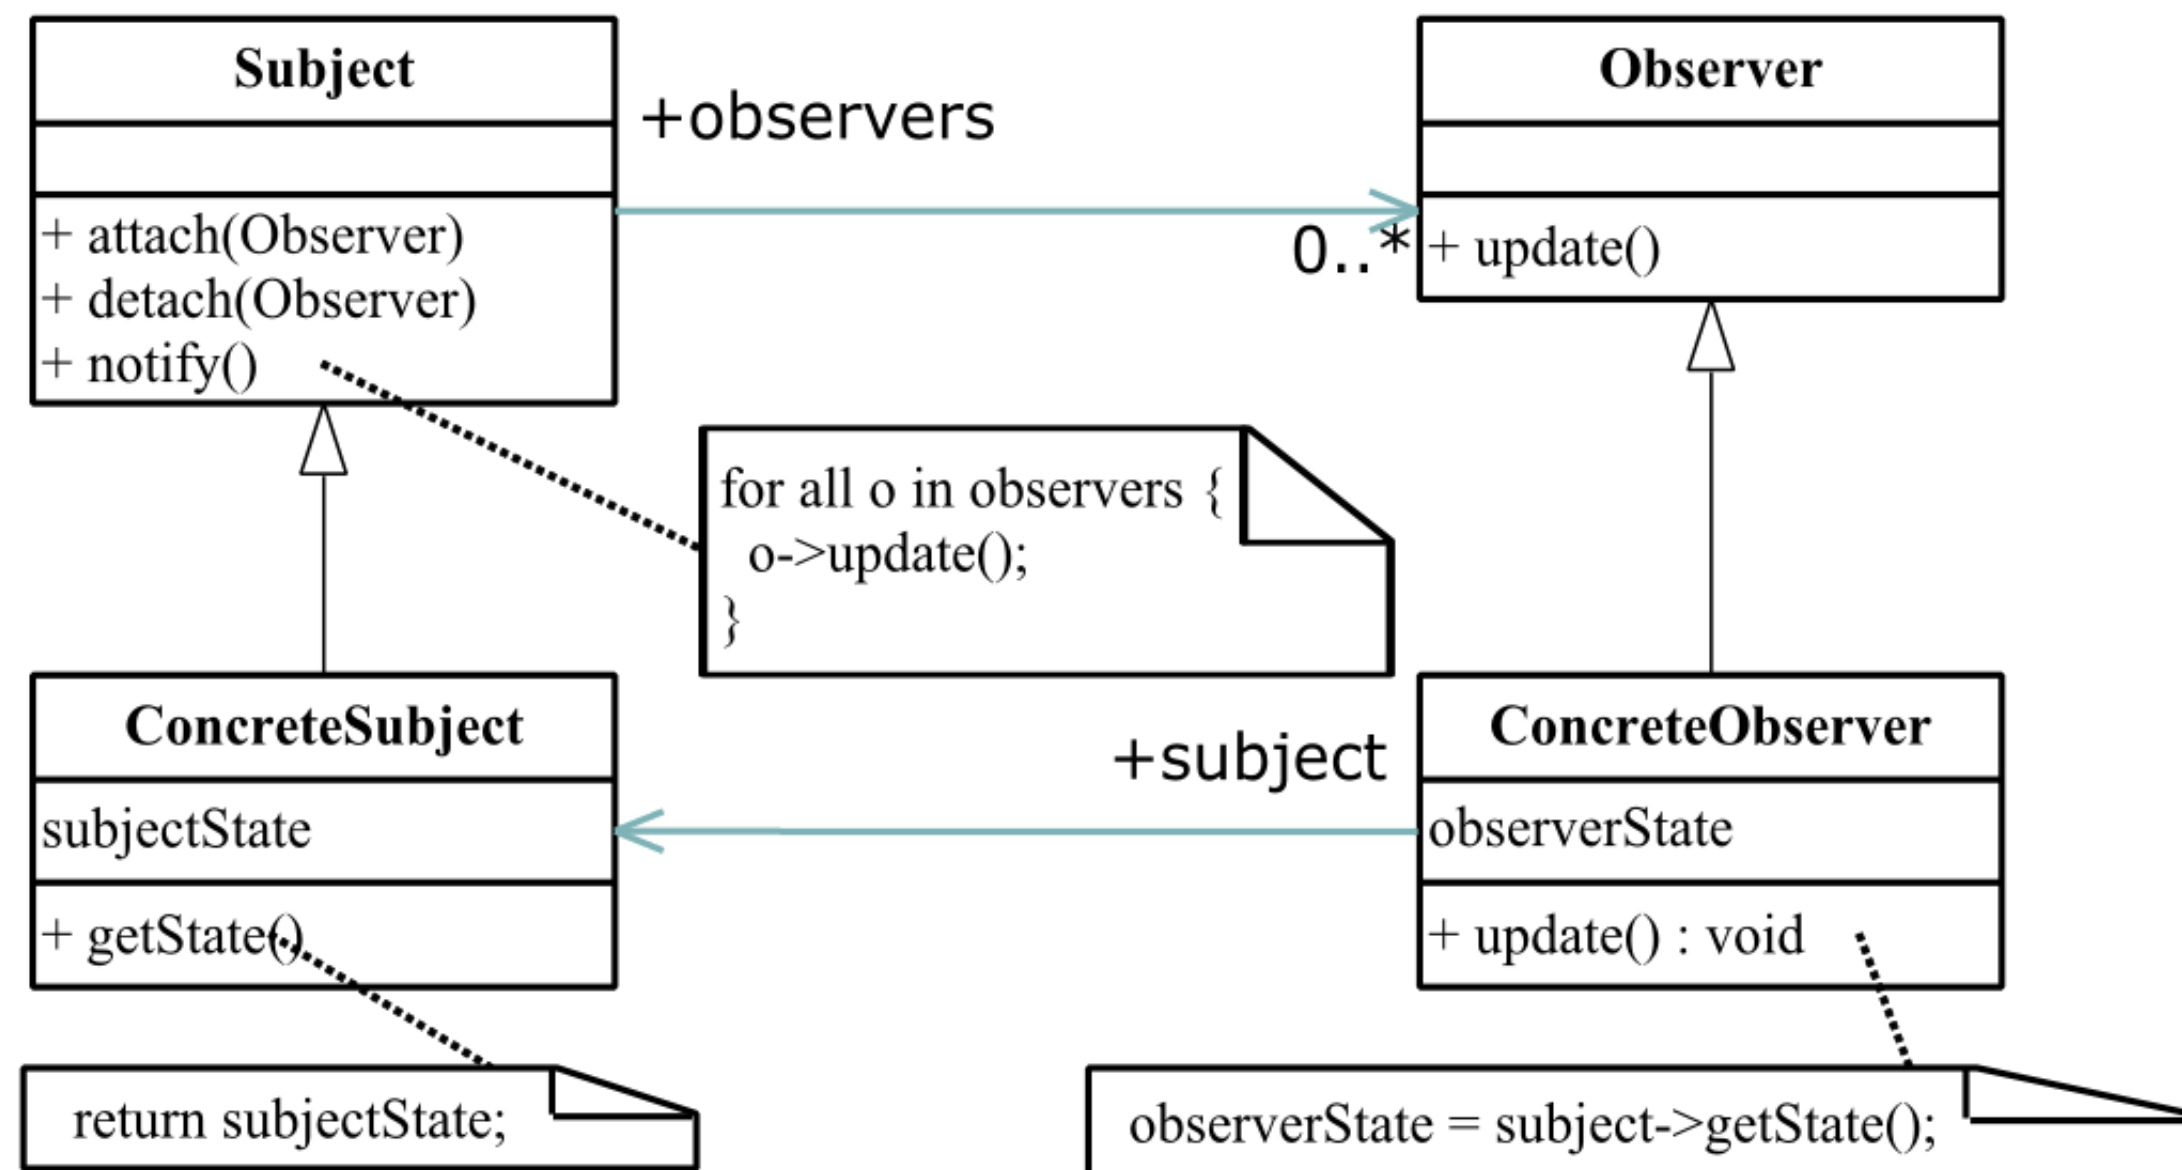 Subject
+ attach(Observer)
+ detach(Observer)
+ notify()
+observers
0..*
Observer
+ update()
for all o in observers {
o->update();
}
ConcreteSubject
subjectState
+ getState()
+subject
ConcreteObserver
observerState
+ update() : void
return subjectState;
observerState = subject->getState();